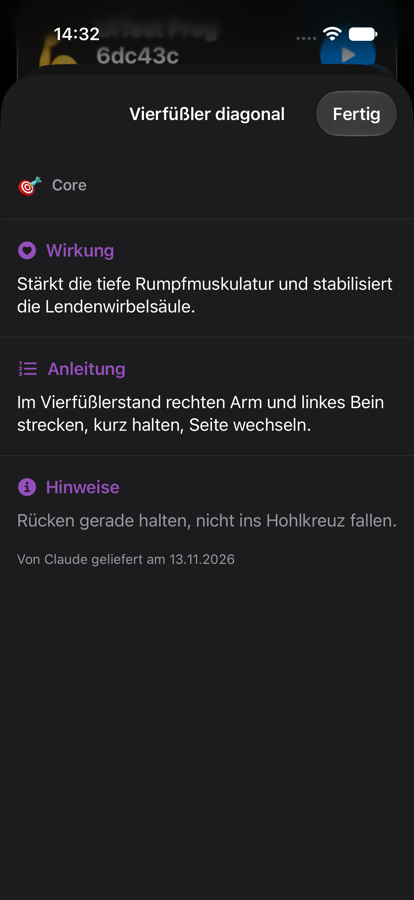 14:32
UITest Prog
6dc43c
Vierfüßler diagonal
Fertig
Core
Wirkung
Stärkt die tiefe Rumpfmuskulatur und stabilisiert
die Lendenwirbelsäule.
Anleitung
Im Vierfüßlerstand rechten Arm und linkes Bein
strecken, kurz halten, Seite wechseln.
Hinweise
Rücken gerade halten, nicht ins Hohlkreuz fallen.
Von Claude geliefert am 13.11.2026